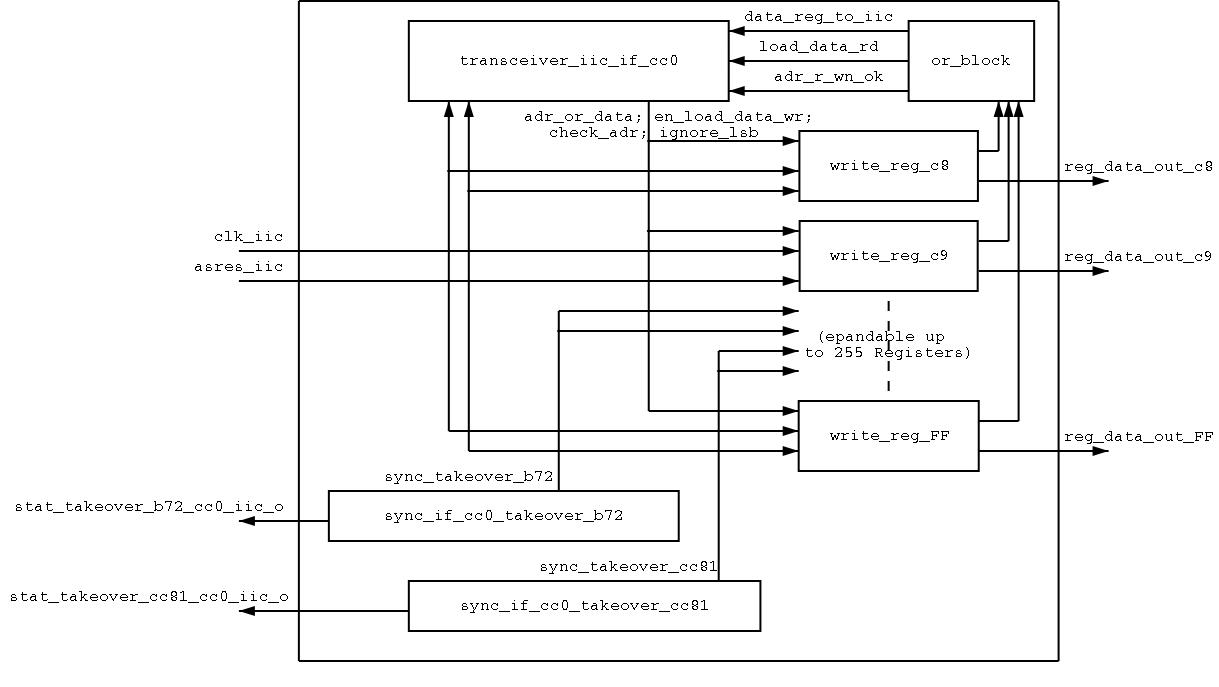 data_reg_to_iic
transceiver_iic_if_cc0
load_data_rd
or_block
adr_r_wn_ok
adr_or_data; en_load_data_wr;
check_adr; ignore_lsb
write_reg_c8
reg_data_out_c8
clk_iic
write_reg_c9
reg_data_out_c9
asres_iic
(epandable up
to 255 Registers)
write_reg_FF
reg_data_out_FF
sync_takeover_b72
stat_takeover_b72_cc0_iic_o
sync_if_cc0_takeover_b72
sync_takeover_cc81
stat_takeover_cc81_cc0_iic_o
sync_if_cc0_takeover_cc81